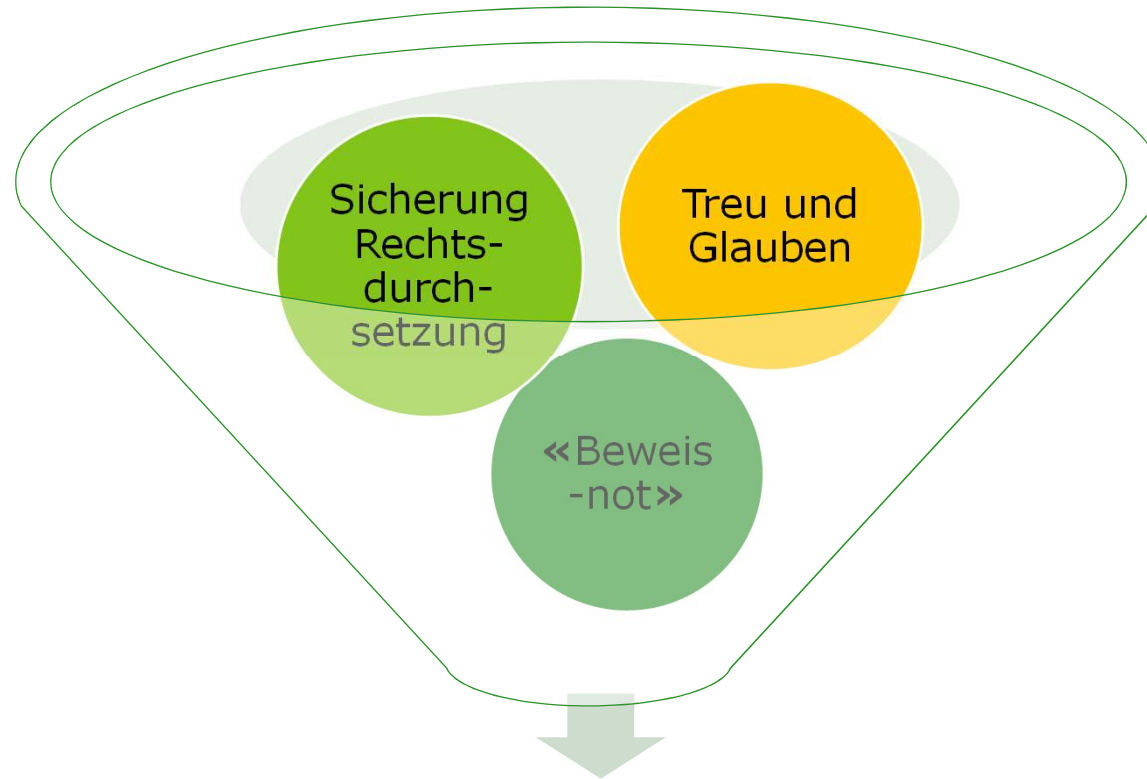 Sicherung
Rechts-
durch-
setzung
Treu und
Glauben
«Beweis
-not»